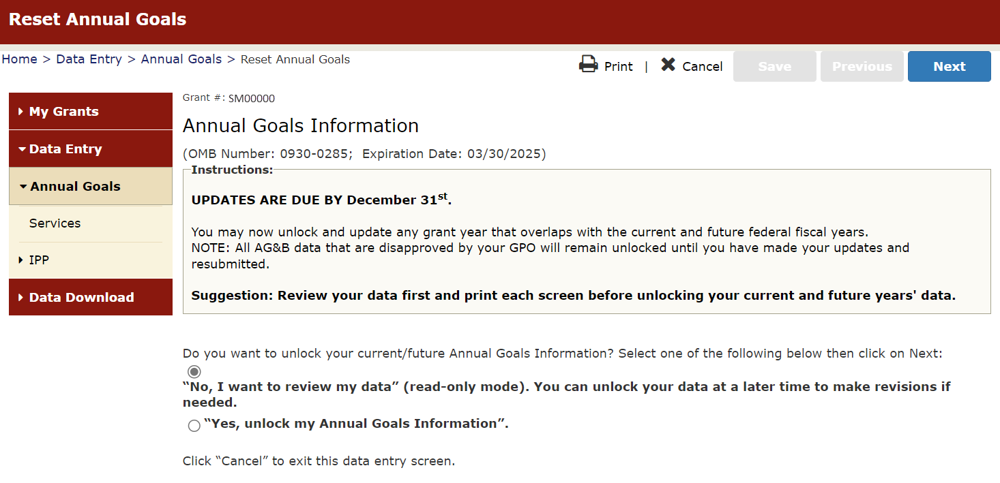 Reset Annual Goals
Home > Data Entry > Annual Goals > Reset Annual Goals
Print | Cancel Save Previous Next
My Grants
Data Entry
Annual Goals
Services
IPP
Data Download
Grant #: SM00000
Annual Goals Information
(OMB Number: 0930-0285; Expiration Date: 03/30/2025)
Instructions:
UPDATES ARE DUE BY December 31st.
You may now unlock and update any grant year that overlaps with the current and future federal fiscal years.
NOTE: All AG&B data that are disapproved by your GPO will remain unlocked until you have made your updates and
resubmitted.
Suggestion: Review your data first and print each screen before unlocking your current and future years' data.
Do you want to unlock your current/future Annual Goals Information? Select one of the following below then click on Next:
“No, I want to review my data” (read-only mode). You can unlock your data at a later time to make revisions if
needed.
“Yes, unlock my Annual Goals Information”.
Click “Cancel” to exit this data entry screen.